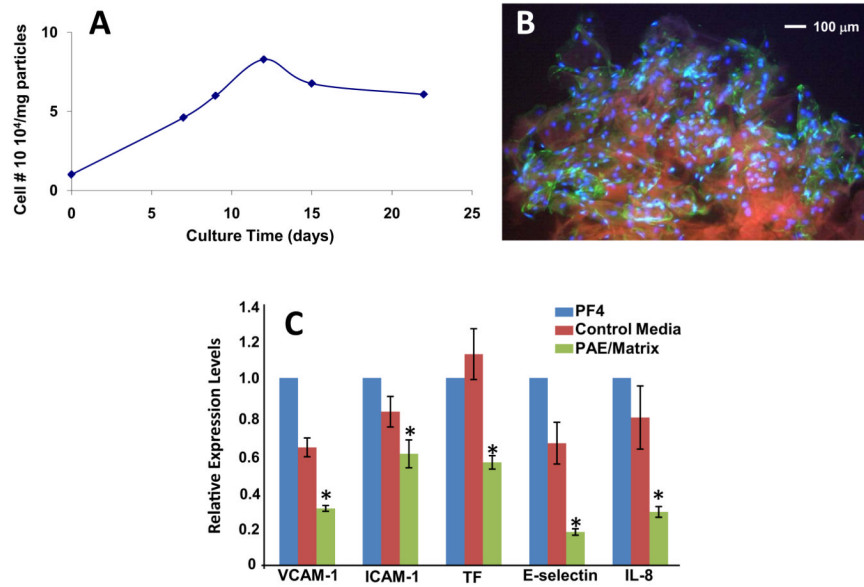 A
Cell # 10 10⁴/mg particles
10
5
0
0 5 10 15 20 25
Culture Time (days)
B
100 µm
C
Relative Expression Levels
1.4
1.2
1.0
0.8
0.6
0.4
0.2
0
PF4
Control Media
PAE/Matrix
* * * * *
VCAM-1 ICAM-1 TF E-selectin IL-8